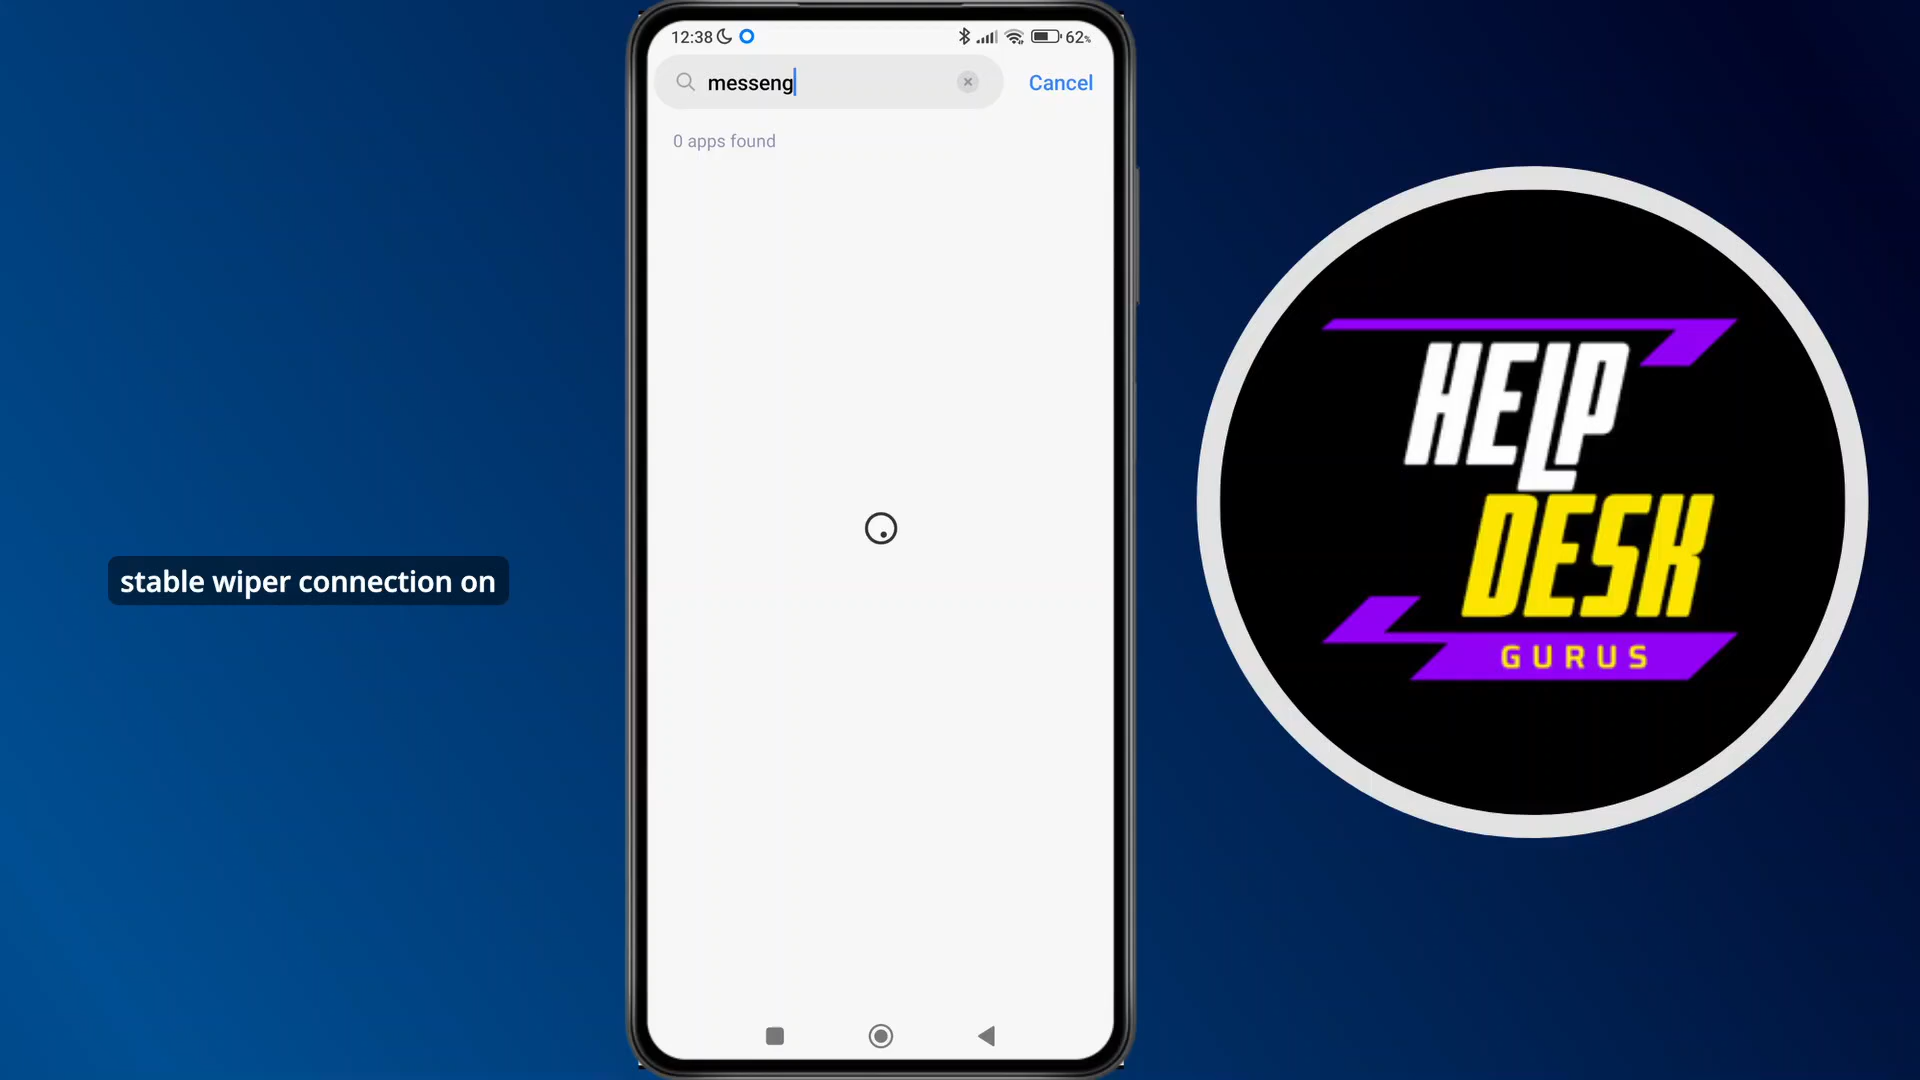 12:38
62%
messeng
Cancel
0 apps found
stable wiper connection on
HELP
DESK
GURUS